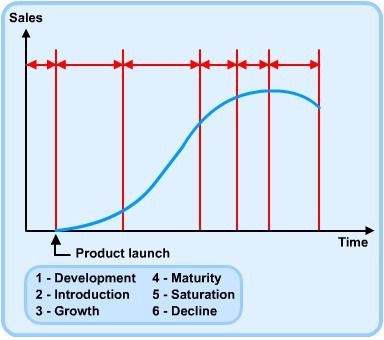 Sales
Time
Product launch
1 - Development 4 - Maturity
2 - Introduction 5 - Saturation
3 - Growth 6 - Decline